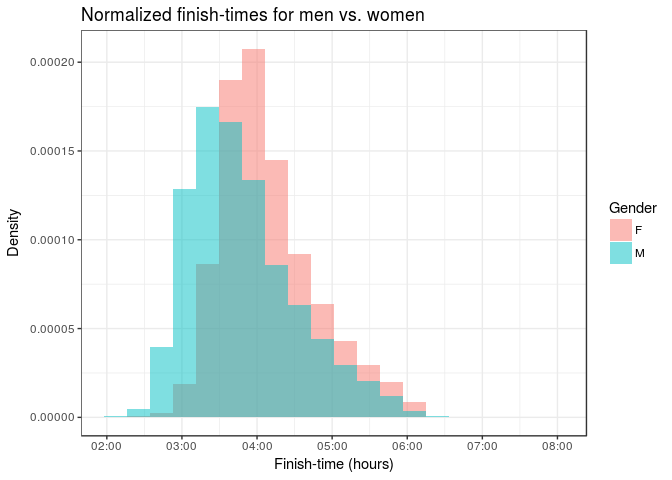 Normalized finish-times for men vs. women
0.00020
0.00015
0.00010
0.00005
0.00000
Density
02:00 03:00 04:00 05:00 06:00 07:00 08:00
Finish-time (hours)
Gender
F
M